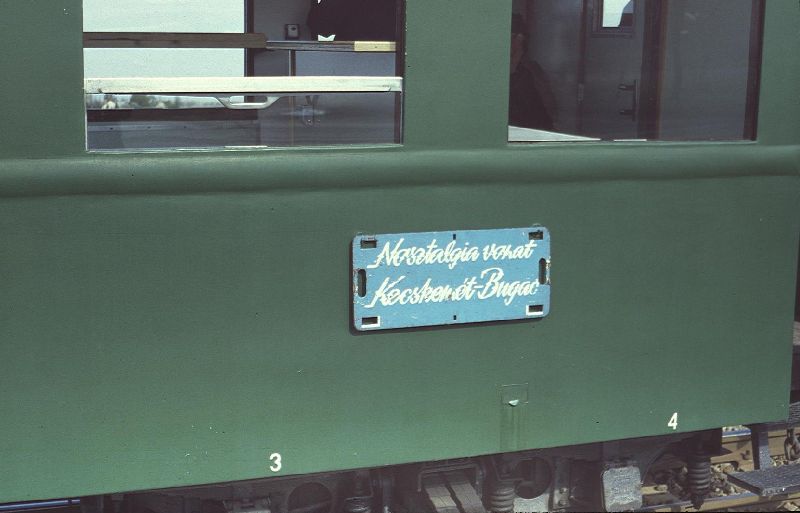 Nosztalgia vonat
Kecskemét-Bugac
3
4